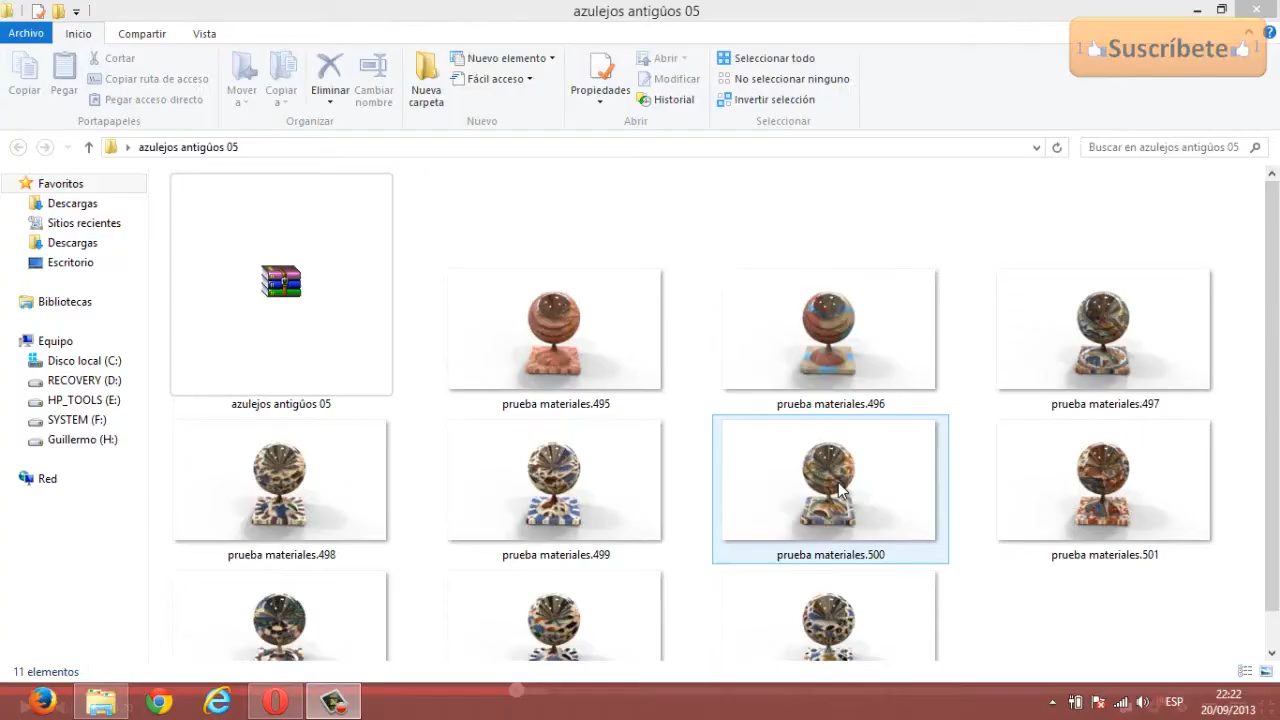 azulejos antigûos 05
Archivo Inicio Compartir Vista
1 Suscríbete 1
Copiar
Pegar
Cortar
Copiar ruta de acceso
Pegar acceso directo
Portapapeles
Mover a
Copiar a
Eliminar
Cambiar nombre
Organizar
Nueva carpeta
Nuevo elemento
Fácil acceso
Nuevo
Propiedades
Abrir
Modificar
Historial
Abrir
Seleccionar todo
No seleccionar ninguno
Invertir selección
Seleccionar
azulejos antigûos 05
Buscar en azulejos antigûos 05
Favoritos
Descargas
Sitios recientes
Descargas
Escritorio
Bibliotecas
Equipo
Disco local (C:)
RECOVERY (D:)
HP_TOOLS (E:)
SYSTEM (F:)
Guillermo (H:)
Red
azulejos antigûos 05
prueba materiales.495
prueba materiales.496
prueba materiales.497
prueba materiales.498
prueba materiales.499
prueba materiales.500
prueba materiales.501
11 elementos
ESP
22:22
20/09/2013